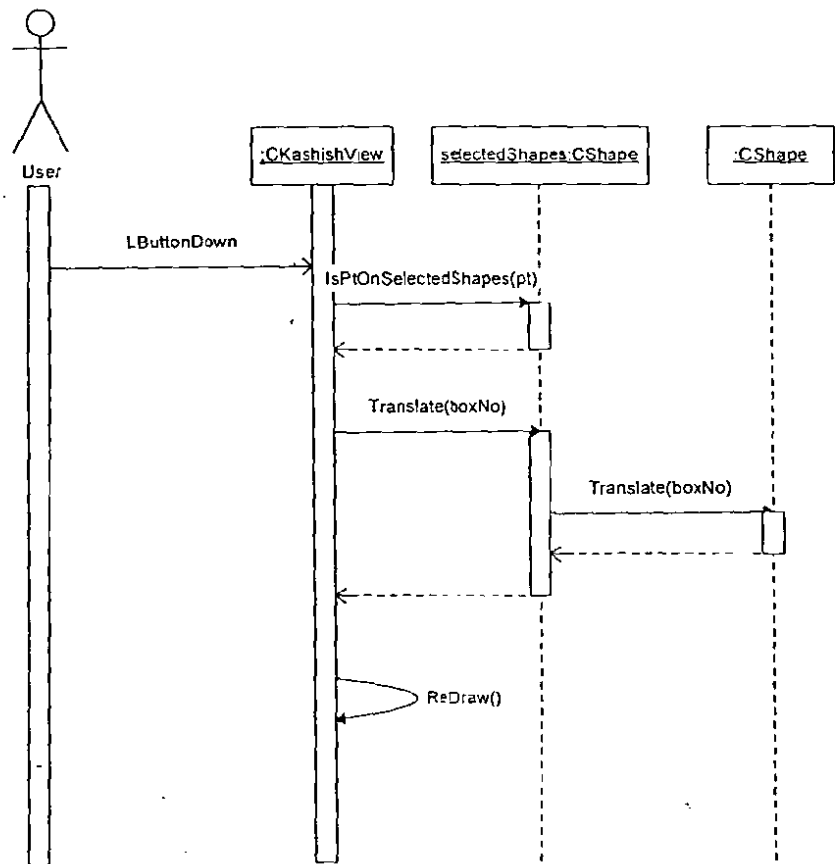 User
:CKashishView
selectedShapes:CShape
:CShape
LButtonDown
IsPtOnSelectedShapes(pt)
Translate(boxNo)
Translate(boxNo)
ReDraw()